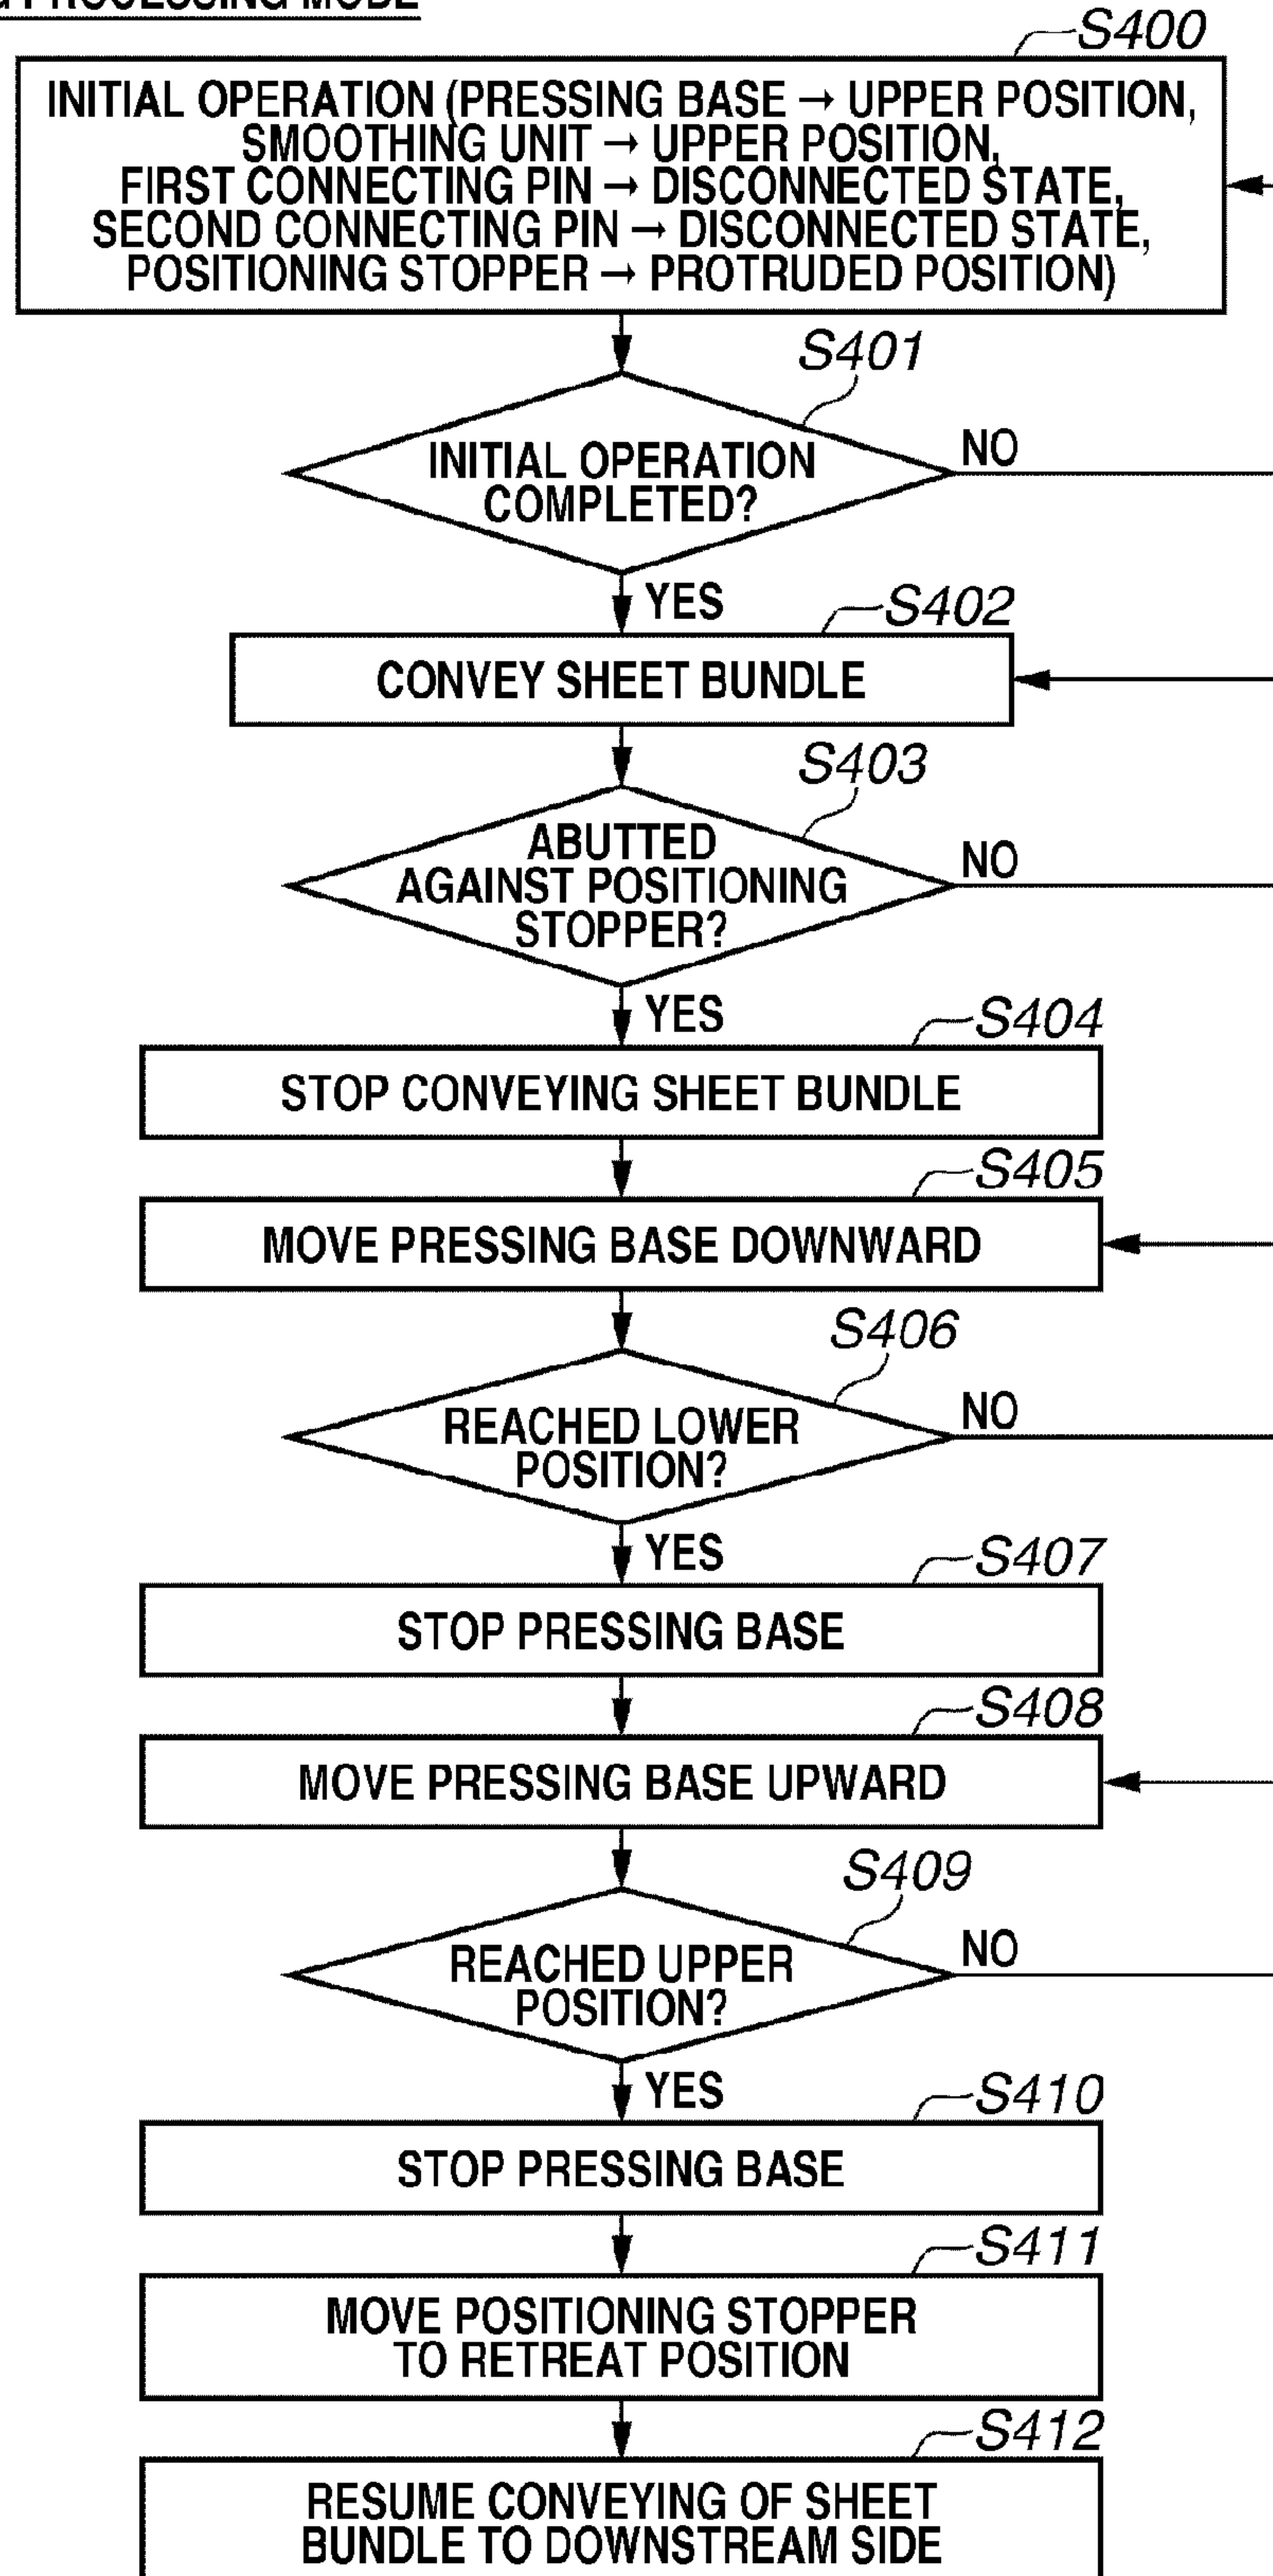 PROCESSING MODE
S400
INITIAL OPERATION (PRESSING BASE → UPPER POSITION,
SMOOTHING UNIT → UPPER POSITION,
FIRST CONNECTING PIN → DISCONNECTED STATE,
SECOND CONNECTING PIN → DISCONNECTED STATE,
POSITIONING STOPPER → PROTRUDED POSITION)
S401
INITIAL OPERATION
COMPLETED?
NO
YES
S402
CONVEY SHEET BUNDLE
S403
ABUTTED
AGAINST POSITIONING
STOPPER?
NO
YES
S404
STOP CONVEYING SHEET BUNDLE
S405
MOVE PRESSING BASE DOWNWARD
S406
REACHED LOWER
POSITION?
NO
YES
S407
STOP PRESSING BASE
S408
MOVE PRESSING BASE UPWARD
S409
REACHED UPPER
POSITION?
NO
YES
S410
STOP PRESSING BASE
S411
MOVE POSITIONING STOPPER
TO RETREAT POSITION
S412
RESUME CONVEYING OF SHEET
BUNDLE TO DOWNSTREAM SIDE